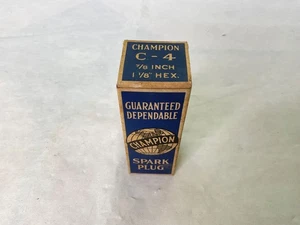 CHAMPION
C-4
7/8 INCH
1 1/8" HEX.
GUARANTEED
DEPENDABLE
CHAMPION
SPARK
PLUG